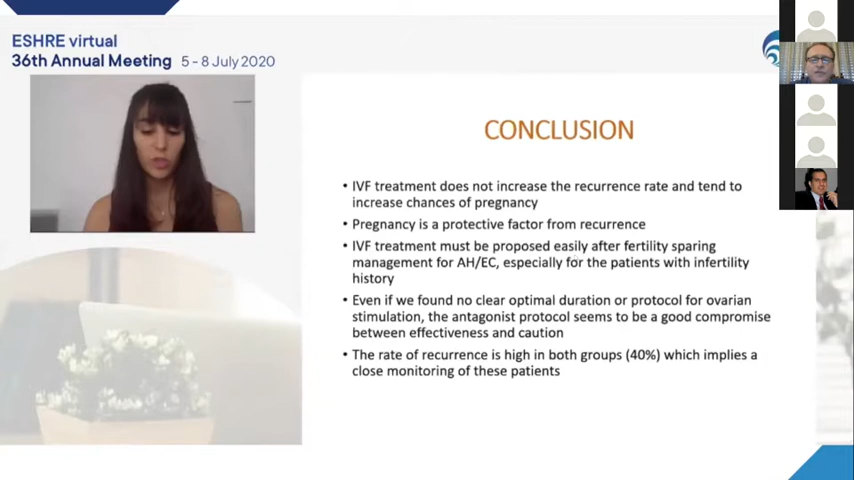 ESHRE virtual
36th Annual Meeting 5 - 8 July 2020
CONCLUSION
• IVF treatment does not increase the recurrence rate and tend to
increase chances of pregnancy
• Pregnancy is a protective factor from recurrence
• IVF treatment must be proposed easily after fertility sparing
management for AH/EC, especially for the patients with infertility
history
• Even if we found no clear optimal duration or protocol for ovarian
stimulation, the antagonist protocol seems to be a good compromise
between effectiveness and caution
• The rate of recurrence is high in both groups (40%) which implies a
close monitoring of these patients